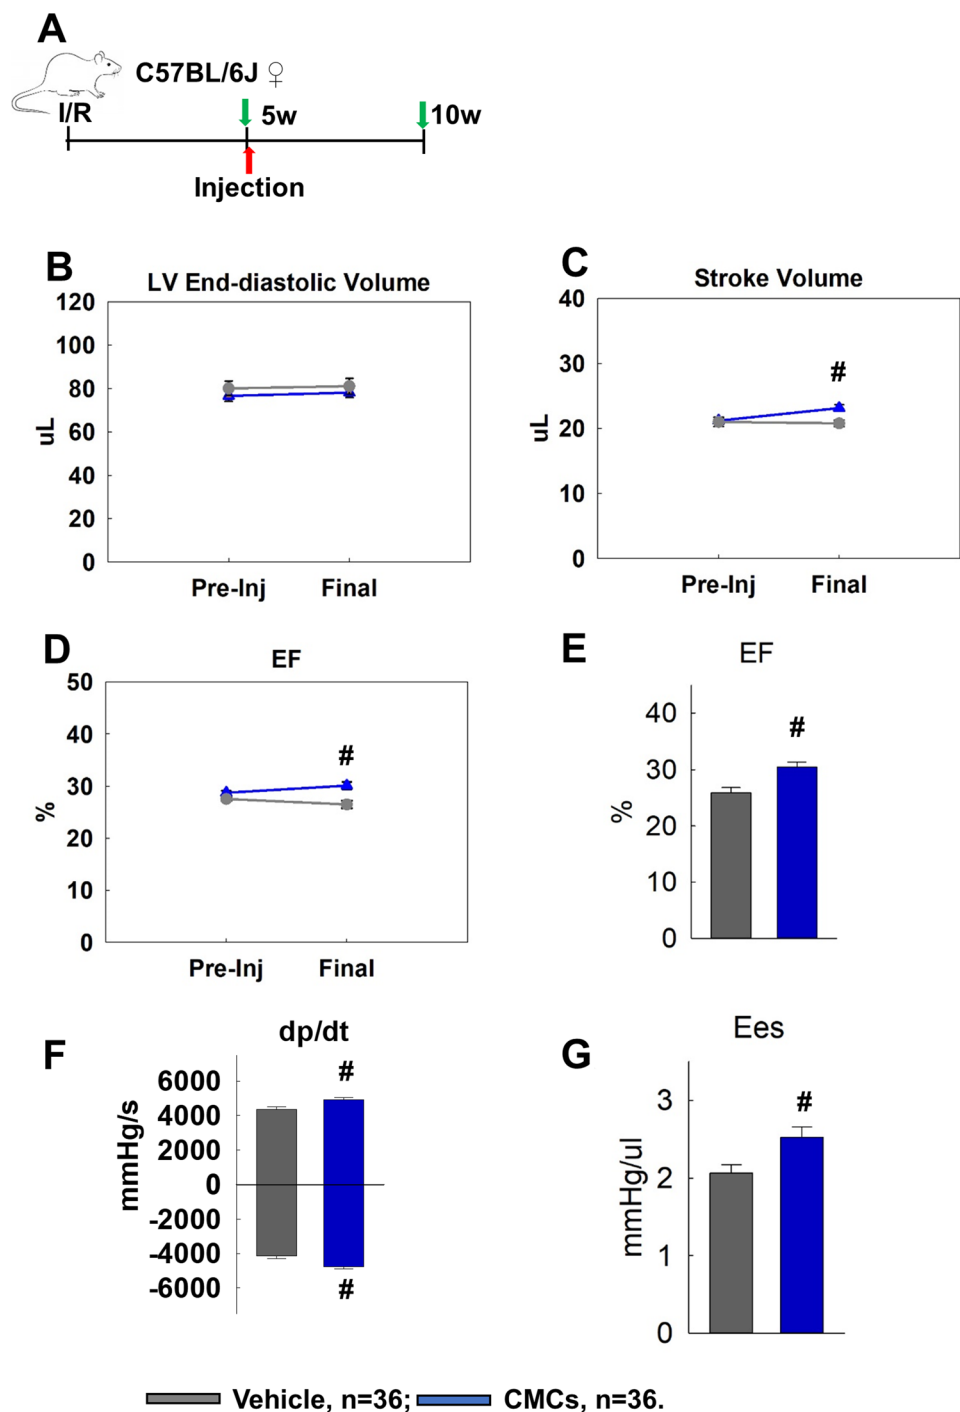 A
C57BL/6J ♀
I/R
5w
10w
Injection
B
LV End-diastolic Volume
120
100
80
60
40
20
0
uL
Pre-Inj Final
C
Stroke Volume
40
30
20
10
0
uL
#
Pre-Inj Final
D
EF
50
40
30
20
10
0
%
#
Pre-Inj Final
E
EF
40
30
20
10
0
%
#
F
dp/dt
6000
4000
2000
0
-2000
-4000
-6000
mmHg/s
#
#
G
Ees
3
2
1
0
mmHg/ul
#
Vehicle, n=36; CMCs, n=36.